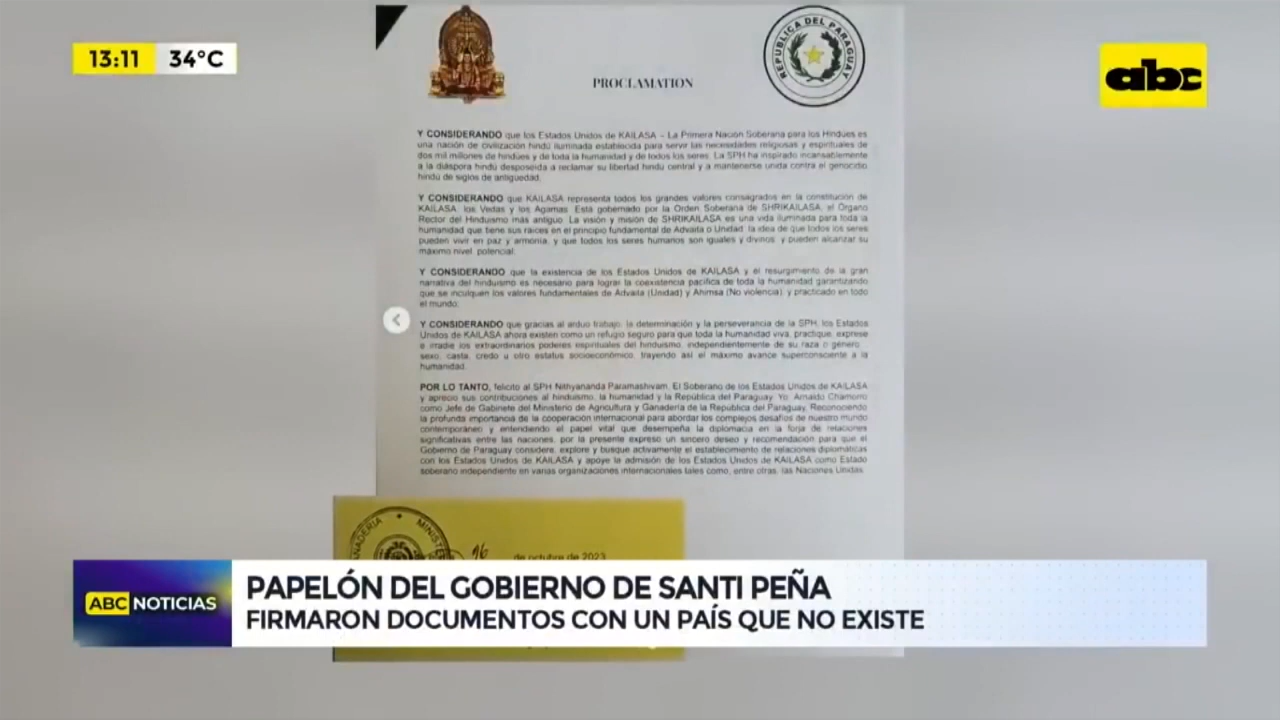 13:11 34°C
abc
REPUBLICA DEL PARAGUAY
PROCLAMATION
Y CONSIDERANDO que los Estados Unidos de KAILASA – La Primera Nación Soberana para los Hindúes es
una nación de civilización hindú iluminada establecida para servir las necesidades religiosas y espirituales de
dos mil millones de hindúes y de toda la humanidad y de todos los seres. La SPH ha inspirado incansablemente
a la diáspora hindú desposeída a reclamar su libertad hindú central y a mantenerse unida contra el genocidio
hindú de siglos de antigüedad.
Y CONSIDERANDO que KAILASA representa todos los grandes valores consagrados en la constitución de
KAILASA, los Vedas y los Agamas. Está gobernado por la Orden Soberana de SHRIKAILASA, el Órgano
Rector del Hinduismo más antiguo. La visión y misión de SHRIKAILASA es una vida iluminada para toda la
humanidad que tiene sus raíces en el principio fundamental de Advaita o Unidad, la idea de que todos los seres
pueden vivir en paz y armonía, y que todos los seres humanos son iguales y divinos, y pueden alcanzar su
máximo nivel potencial.
Y CONSIDERANDO que la existencia de los Estados Unidos de KAILASA y el resurgimiento de la gran
narrativa del hinduismo es necesario para lograr la coexistencia pacífica de toda la humanidad garantizando
que se inculquen los valores fundamentales de Advaita (Unidad) y Ahimsa (No violencia), y practicado en todo
el mundo;
Y CONSIDERANDO que gracias al arduo trabajo, la determinación y la perseverancia de la SPH, los Estados
Unidos de KAILASA ahora existen como un refugio seguro para que toda la humanidad viva, practique, exprese
e irradie los extraordinarios poderes espirituales del hinduismo, independientemente de su raza o género
sexo, casta, credo u otro estatus socioeconómico, trayendo así el máximo avance superconsciente a la
humanidad.
POR LO TANTO, felicito al SPH Nithyananda Paramashivam, El Soberano de los Estados Unidos de KAILASA
y aprecio sus contribuciones al hinduismo, la humanidad y la República del Paraguay. Yo, Arnaldo Chamorro
como Jefe de Gabinete del Ministerio de Agricultura y Ganadería de la República del Paraguay, Reconociendo
la profunda importancia de la cooperación internacional para abordar los complejos desafíos de nuestro mundo
contemporáneo y entendiendo el papel vital que desempeña la diplomacia en la forja de relaciones
significativas entre las naciones, por la presente expreso un sincero deseo y recomendación para que el
Gobierno de Paraguay considere, explore y busque activamente el establecimiento de relaciones diplomáticas
con los Estados Unidos de KAILASA y apoye la admisión de los Estados Unidos de KAILASA como Estado
soberano independiente en varias organizaciones internacionales tales como, entre otras, las Naciones Unidas.
de octubre de 2023
ABC NOTICIAS
PAPELÓN DEL GOBIERNO DE SANTI PEÑA
FIRMARON DOCUMENTOS CON UN PAÍS QUE NO EXISTE